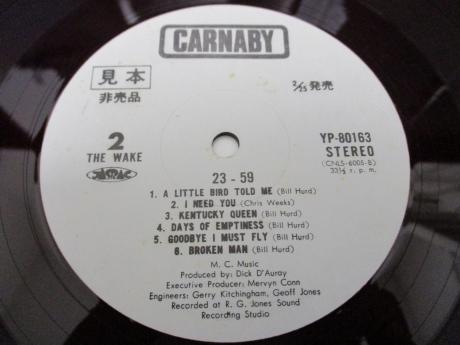 CARNABY
見本
非売品
2/25 発売
2
THE WAKE
YP-80163
STEREO
(CNLS-6005-B)
33⅓ r. p. m.
23 - 59
1. A LITTLE BIRD TOLD ME (Bill Hurd)
2. I NEED YOU (Chris Weeks)
3. KENTUCKY QUEEN (Bill Hurd)
4. DAYS OF EMPTINESS (Bill Hurd)
5. GOODBYE I MUST FLY (Bill Hurd)
6. BROKEN MAN (Bill Hurd)
M. C. Music
Produced by: Dick D'Auray
Executive Producer: Mervyn Conn
Engineers: Gerry Kitchingham, Geoff Jones
Recorded at R. G. Jones Sound
Recording Studio